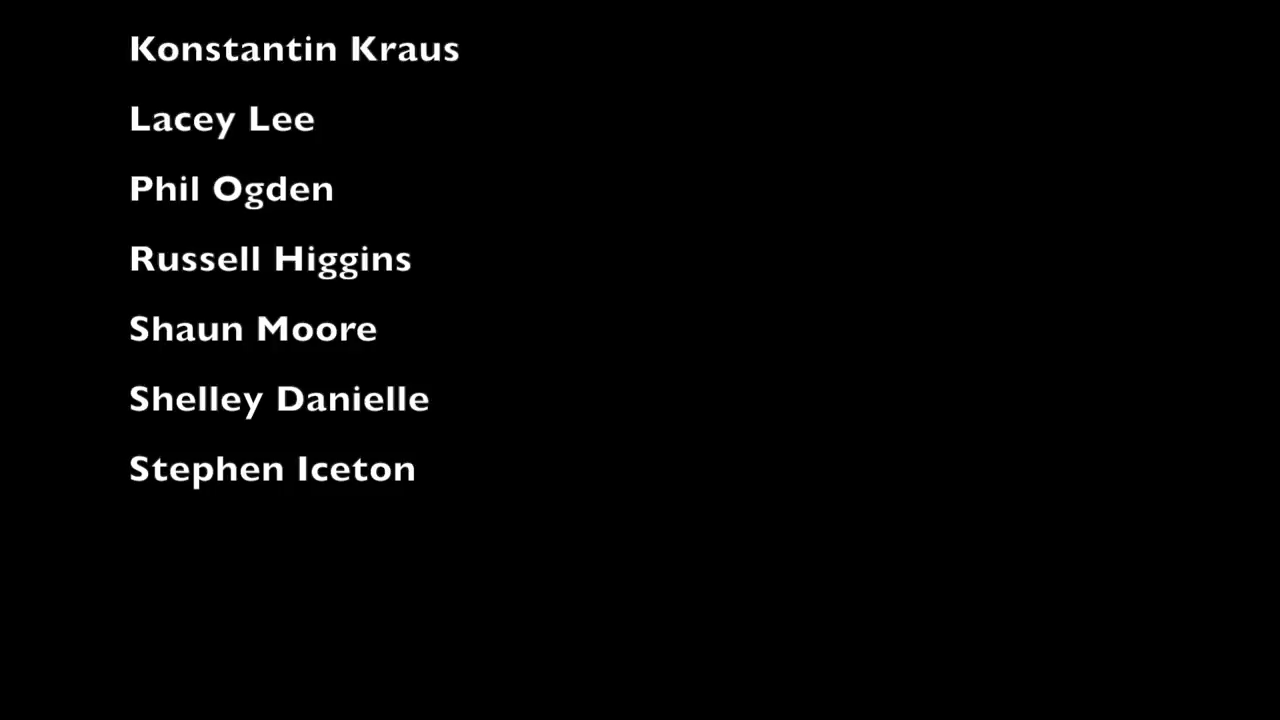 Konstantin Kraus
Lacey Lee
Phil Ogden
Russell Higgins
Shaun Moore
Shelley Danielle
Stephen Iceton